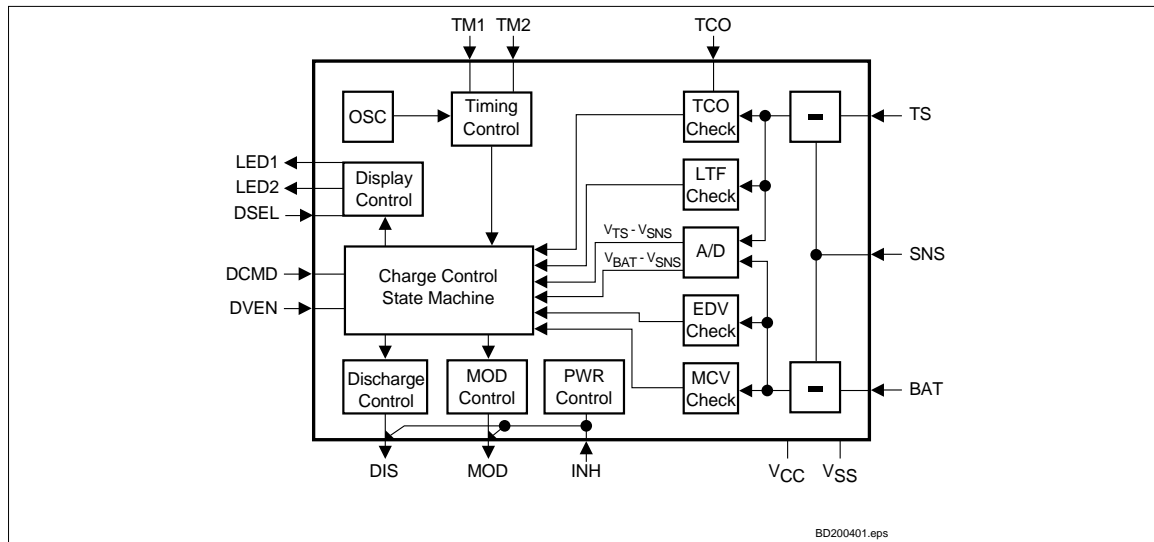 TM1 TM2 TCO
OSC
Timing
Control
TCO
Check
TS
LED1
LED2
DSEL
Display
Control
LTF
Check
VTS - VSNS
VBAT - VSNS
A/D
SNS
DCMD
DVEN
Charge Control
State Machine
EDV
Check
Discharge
Control
MOD
Control
PWR
Control
MCV
Check
BAT
DIS MOD INH VCC VSS
BD200401.eps